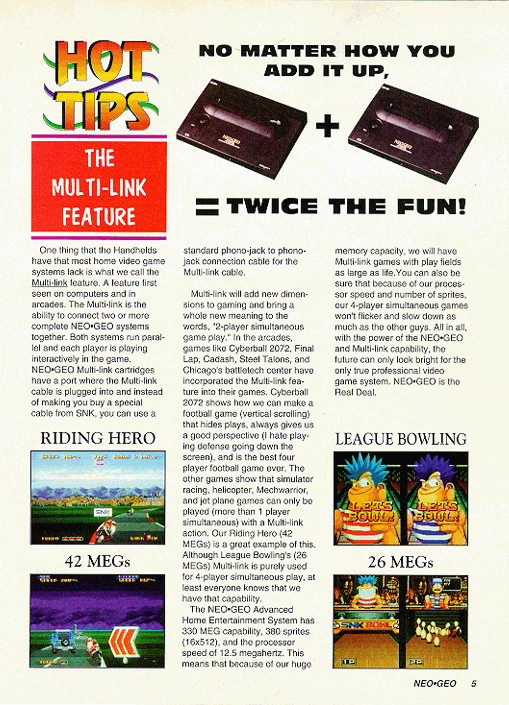 HOT
TIPS
THE
MULTI-LINK
FEATURE
NO MATTER HOW YOU
ADD IT UP,
+
= TWICE THE FUN!
One thing that the Handhelds
have that most home video game
systems lack is what we call the
Multi-link feature. A feature first
seen on computers and in
arcades. The Multi-link is the
ability to connect two or more
complete NEO•GEO systems
together. Both systems run paral-
lel and each player is playing
interactively in the game.
NEO•GEO Multi-link cartridges
have a port where the Multi-link
cable is plugged into and instead
of making you buy a special
cable from SNK, you can use a
RIDING HERO
SNK
42 MEGs
standard phono-jack to phono-
jack connection cable for the
Multi-link cable.
Multi-link will add new dimen-
sions to gaming and bring a
whole new meaning to the
words, "2-player simultaneous
game play." In the arcades,
games like Cyberball 2072, Final
Lap, Cadash, Steel Talons, and
Chicago's battletech center have
incorporated the Multi-link fea-
ture into their games. Cyberball
2072 shows how we can make a
football game (vertical scrolling)
that hides plays, always gives us
a good perspective (I hate play-
ing defense going down the
screen), and is the best four
player football game ever. The
other games show that simulator
racing, helicopter, Mechwarrior,
and jet plane games can only be
played (more than 1 player
simultaneous) with a Multi-link
action. Our Riding Hero (42
MEGs) is a great example of this.
Although League Bowling's (26
MEGs) Multi-link is purely used
for 4-player simultaneous play, at
least everyone knows that we
have that capability.
The NEO•GEO Advanced
Home Entertainment System has
330 MEG capability, 380 sprites
(16x512), and the processor
speed of 12.5 megahertz. This
means that because of our huge
memory capacity, we will have
Multi-link games with play fields
as large as life.You can also be
sure that because of our proces-
sor speed and number of sprites,
our 4-player simultaneous games
won't flicker and slow down as
much as the other guys. All in all,
with the power of the NEO•GEO
and Multi-link capability, the
future can only look bright for the
only true professional video
game system. NEO•GEO is the
Real Deal.
LEAGUE BOWLING
LET'S BOWL!
LET'S BOWL!
26 MEGs
SNK BOWL
1P
2P
NEO•GEO 5